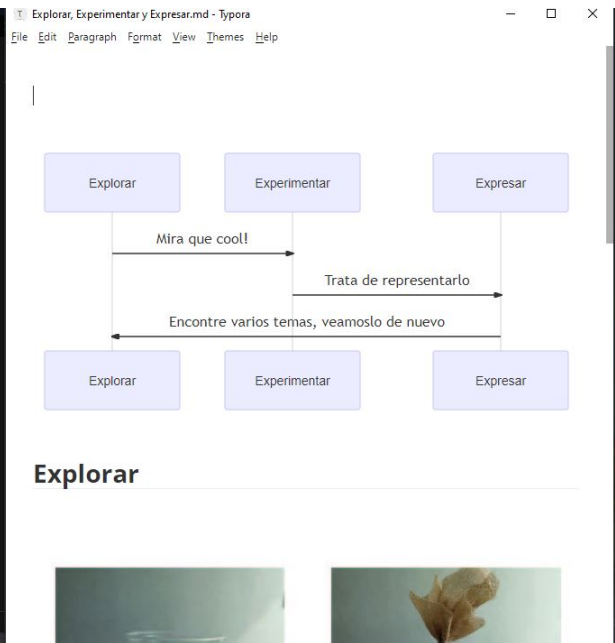 Explorar, Experimentar y Expresar.md - Typora
File Edit Paragraph Format View Themes Help
Explorar Experimentar Expresar
Mira que cool!
Trata de representarlo
Encontre varios temas, veamoslo de nuevo
Explorar Experimentar Expresar
Explorar